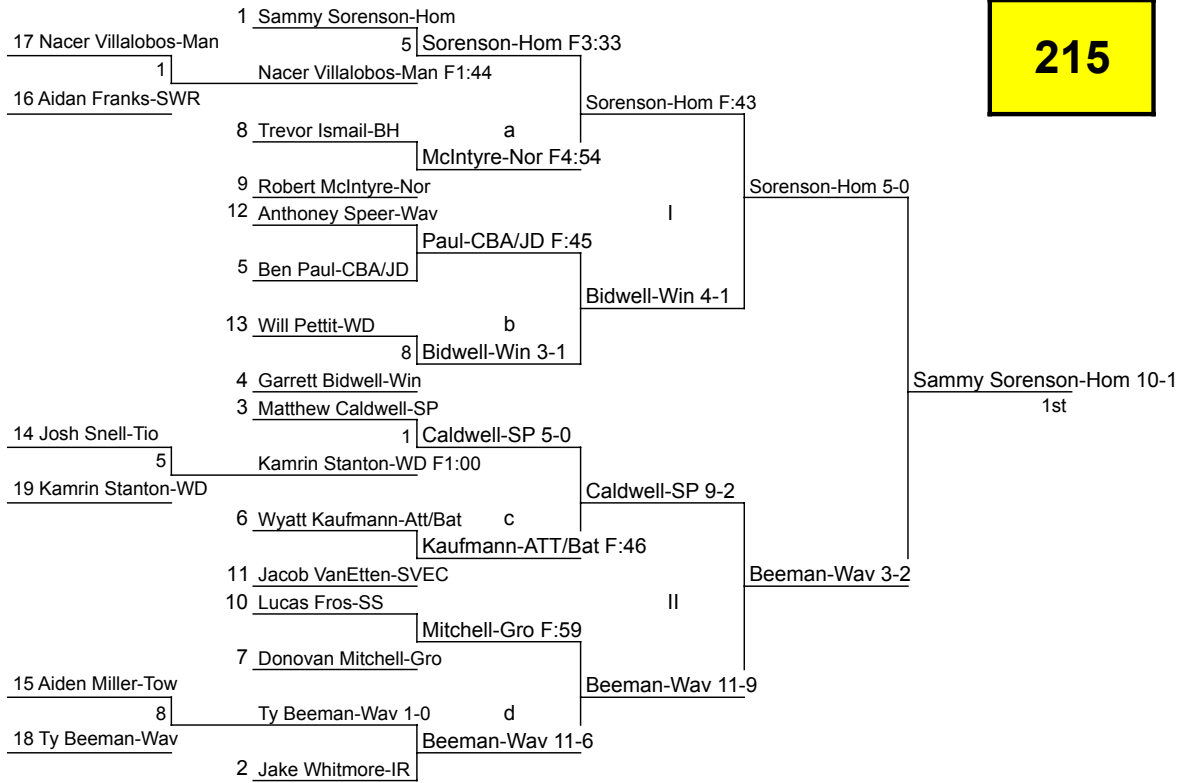 1 Sammy Sorenson-Hom
215
17 Nacer Villalobos-Man
5 Sorenson-Hom F3:33
1
Nacer Villalobos-Man F1:44
16 Aidan Franks-SWR
Sorenson-Hom F:43
8 Trevor Ismail-BH
a
McIntyre-Nor F4:54
9 Robert McIntyre-Nor
Sorenson-Hom 5-0
12 Anthoney Speer-Wav
I
Paul-CBA/JD F:45
5 Ben Paul-CBA/JD
Bidwell-Win 4-1
13 Will Pettit-WD
b
8 Bidwell-Win 3-1
4 Garrett Bidwell-Win
Sammy Sorenson-Hom 10-1
1st
3 Matthew Caldwell-SP
14 Josh Snell-Tio
1 Caldwell-SP 5-0
5
Kamrin Stanton-WD F1:00
19 Kamrin Stanton-WD
Caldwell-SP 9-2
6 Wyatt Kaufmann-Att/Bat
c
Kaufmann-ATT/Bat F:46
11 Jacob VanEtten-SVEC
Beeman-Wav 3-2
10 Lucas Fros-SS
II
Mitchell-Gro F:59
7 Donovan Mitchell-Gro
15 Aiden Miller-Tow
Beeman-Wav 11-9
8
Ty Beeman-Wav 1-0
d
18 Ty Beeman-Wav
Beeman-Wav 11-6
2 Jake Whitmore-IR